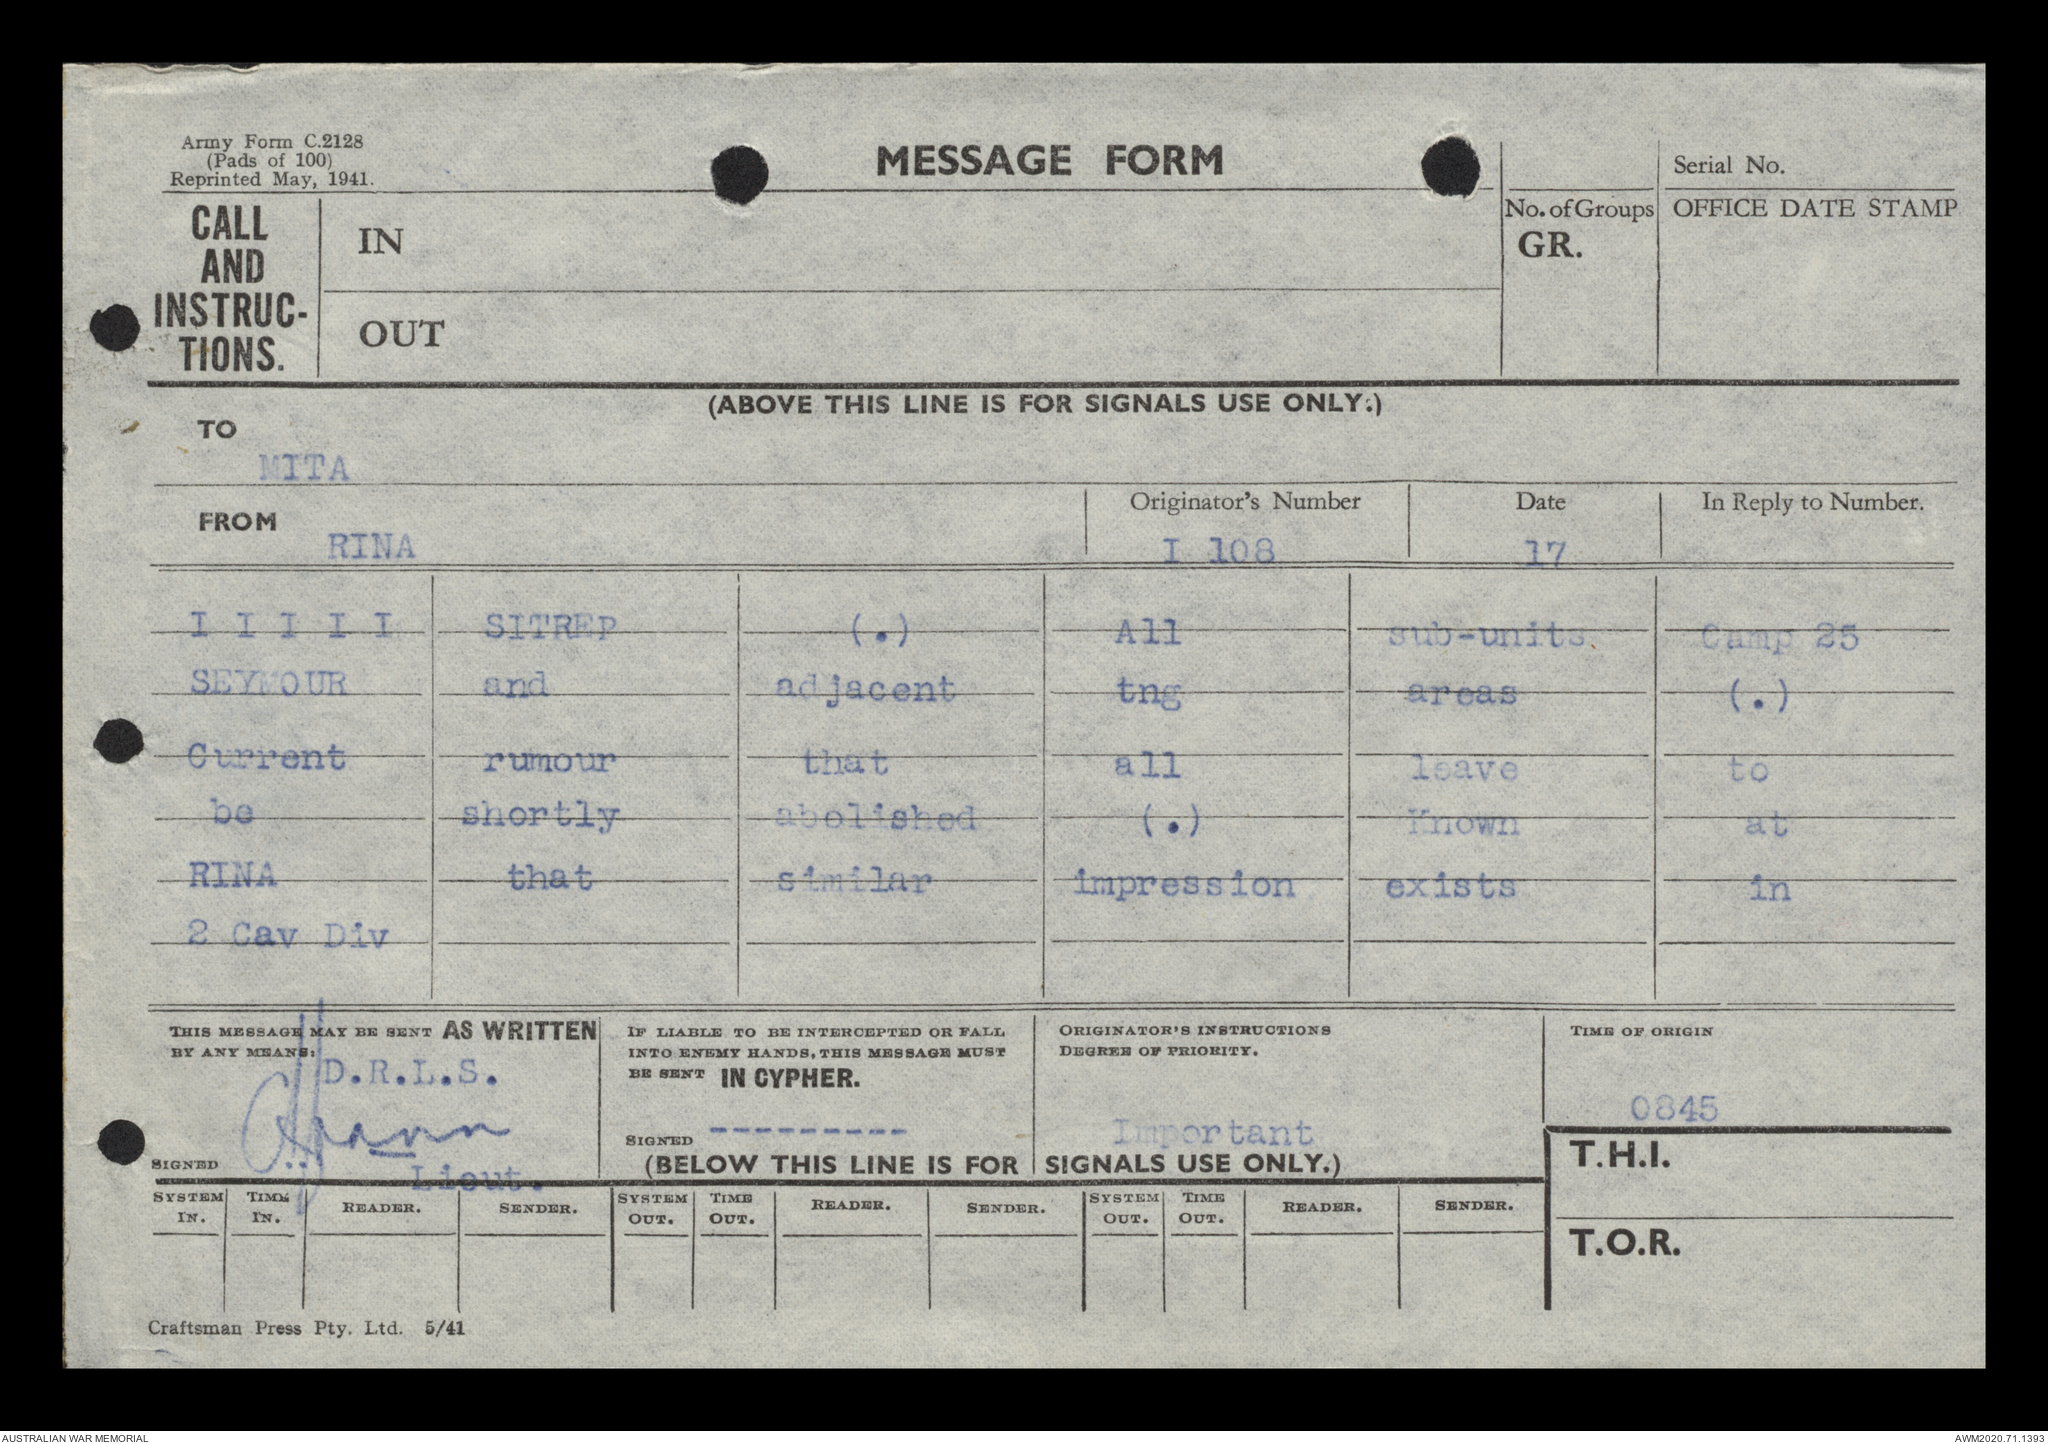 Army Form C.2128
(Pads of 100)
Reprinted May, 1941.
MESSAGE FORM
Serial No.
CALL AND INSTRUC-TIONS.
IN
OUT
No. of Groups
GR.
OFFICE DATE STAMP
(ABOVE THIS LINE IS FOR SIGNALS USE ONLY.)
TO
MITA
FROM
RINA
Originator's Number
I 108
Date
17
In Reply to Number.
I I I I I SITREP (.) All sub-units Camp 25
SEYMOUR and adjacent tng areas (.)
Current rumour that all leave to
be shortly abolished (.) Known at
RINA that similar impression exists in
2 Cav Div
THIS MESSAGE MAY BE SENT AS WRITTEN
BY ANY MEANS:
D.R.L.S.
SIGNED
Lieut.
IF LIABLE TO BE INTERCEPTED OR FALL
INTO ENEMY HANDS, THIS MESSAGE MUST
BE SENT IN CYPHER.
SIGNED ---------
ORIGINATOR'S INSTRUCTIONS
DEGREE OF PRIORITY.
Important
TIME OF ORIGIN
0845
(BELOW THIS LINE IS FOR SIGNALS USE ONLY.)
T.H.I.
T.O.R.
SYSTEM IN. TIME IN. READER. SENDER. SYSTEM OUT. TIME OUT. READER. SENDER. SYSTEM OUT. TIME OUT. READER. SENDER.
Craftsman Press Pty. Ltd. 5/41
AUSTRALIAN WAR MEMORIAL
AWM2020.71.1393